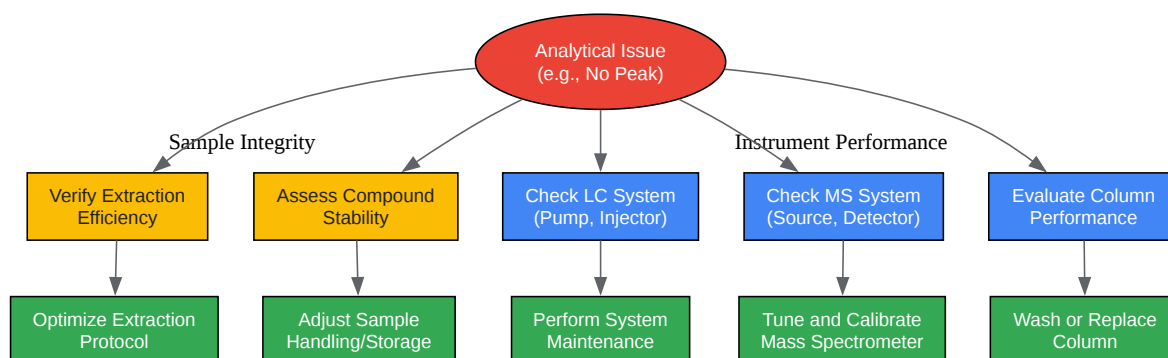 Analytical Issue
(e.g., No Peak)
Sample Integrity
Instrument Performance
Verify Extraction
Efficiency
Assess Compound
Stability
Check LC System
(Pump, Injector)
Check MS System
(Source, Detector)
Evaluate Column
Performance
Optimize Extraction
Protocol
Adjust Sample
Handling/Storage
Perform System
Maintenance
Tune and Calibrate
Mass Spectrometer
Wash or Replace
Column